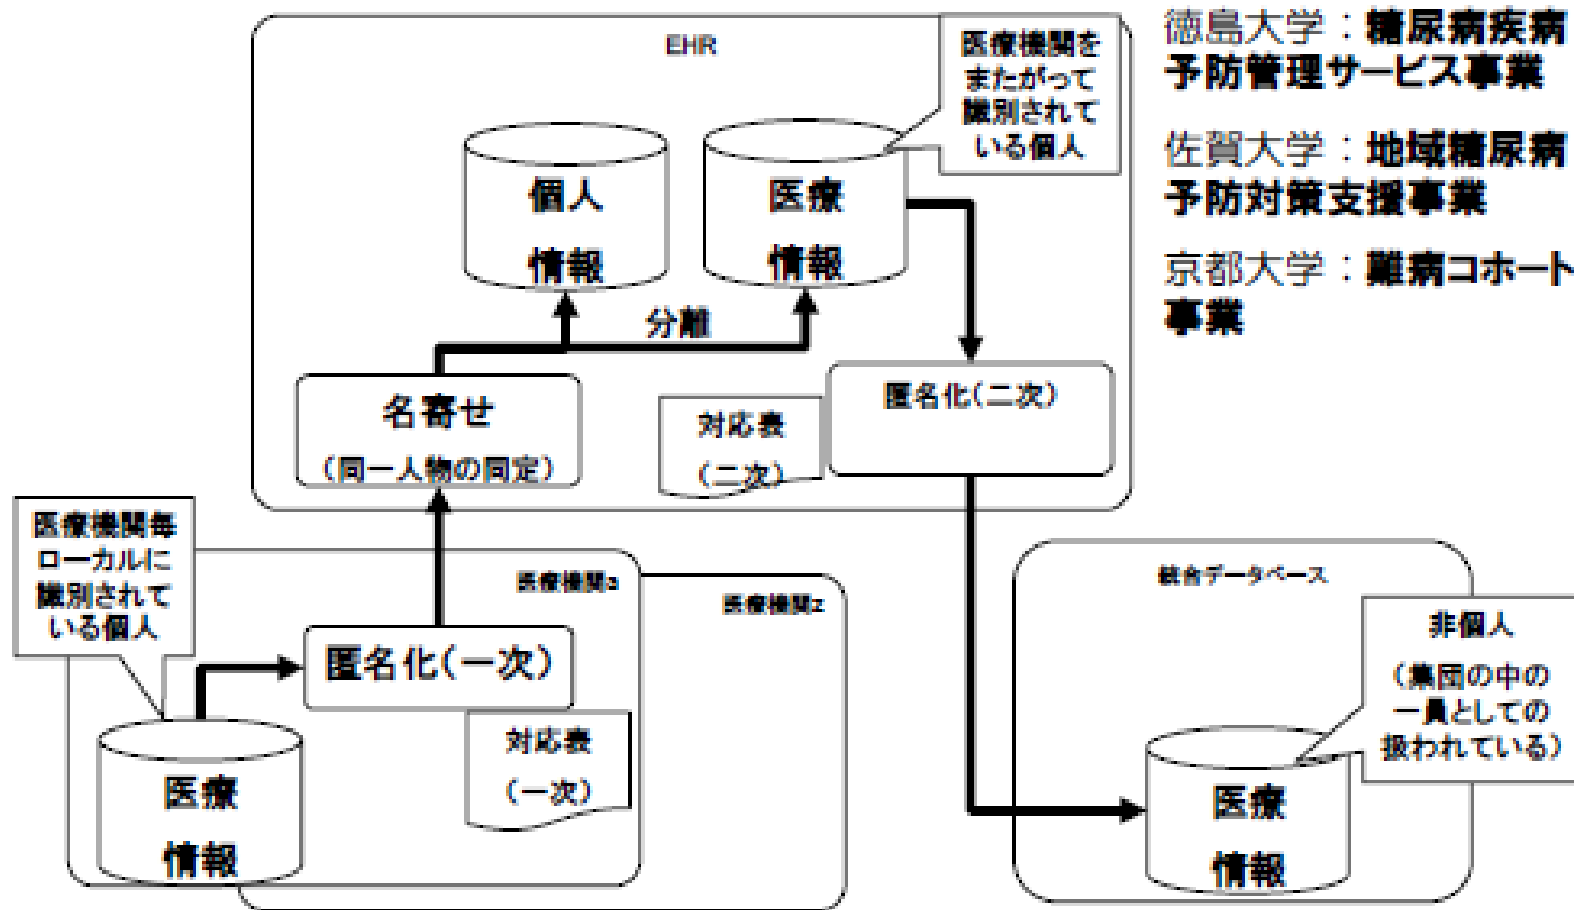 EHR
医療機関を
またがって
識別されて
いる個人
徳島大学：糖尿病疾病
予防管理サービス事業
佐賀大学：地域糖尿病
予防対策支援事業
京都大学：難病コホート
事業
個人
情報
医療
情報
分離
名寄せ
（同一人物の同定）
対応表
（二次）
匿名化（二次）
医療機関毎
ローカルに
識別されて
いる個人
医療機関a
医療機関z
匿名化（一次）
対応表
（一次）
医療
情報
統合データベース
非個人
（集団の中の
一員としての
扱われている）
医療
情報